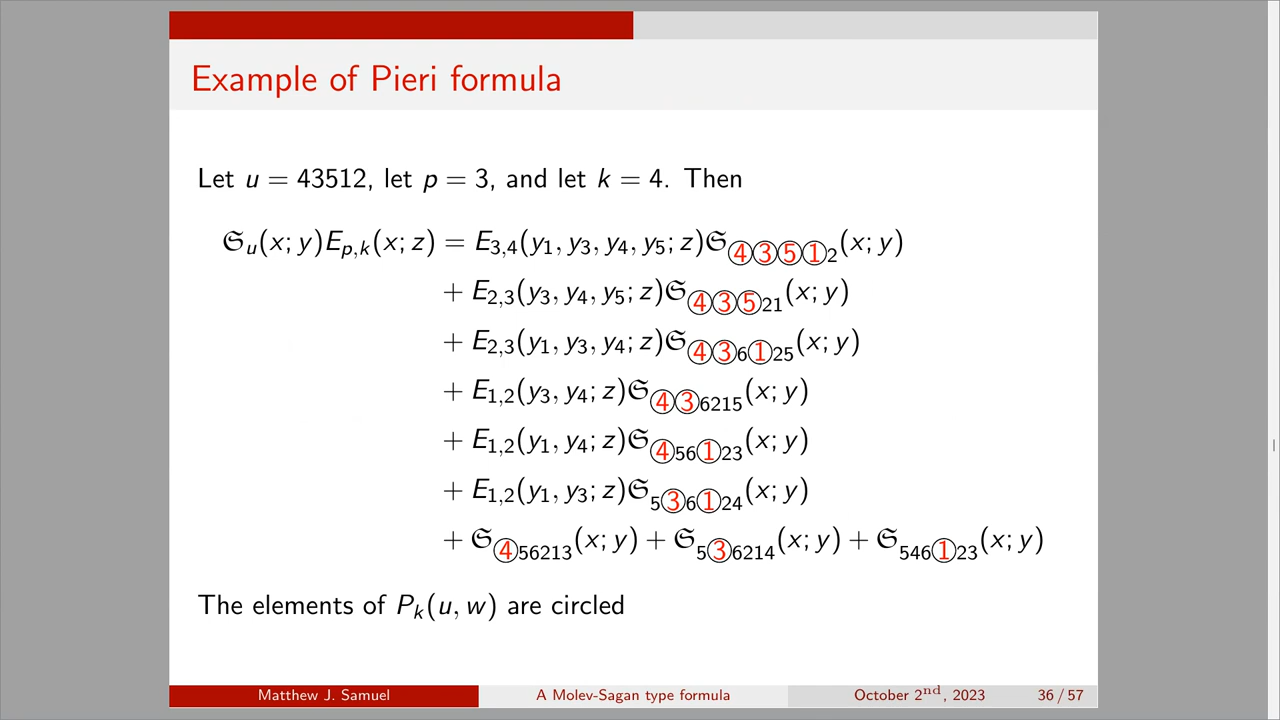 Example of Pieri formula
Let u = 43512, let p = 3, and let k = 4. Then
𝔖_u(x; y)E_{p,k}(x; z) = E_{3,4}(y_1, y_3, y_4, y_5; z)𝔖_{④③⑤①2}(x; y)
+ E_{2,3}(y_3, y_4, y_5; z)𝔖_{④③⑤21}(x; y)
+ E_{2,3}(y_1, y_3, y_4; z)𝔖_{④③6①25}(x; y)
+ E_{1,2}(y_3, y_4; z)𝔖_{④③6215}(x; y)
+ E_{1,2}(y_1, y_4; z)𝔖_{④56①23}(x; y)
+ E_{1,2}(y_1, y_3; z)𝔖_{5③6①24}(x; y)
+ 𝔖_{④56213}(x; y) + 𝔖_{5③6214}(x; y) + 𝔖_{546①23}(x; y)
The elements of P_k(u, w) are circled
Matthew J. Samuel A Molev-Sagan type formula October 2nd, 2023 36 / 57